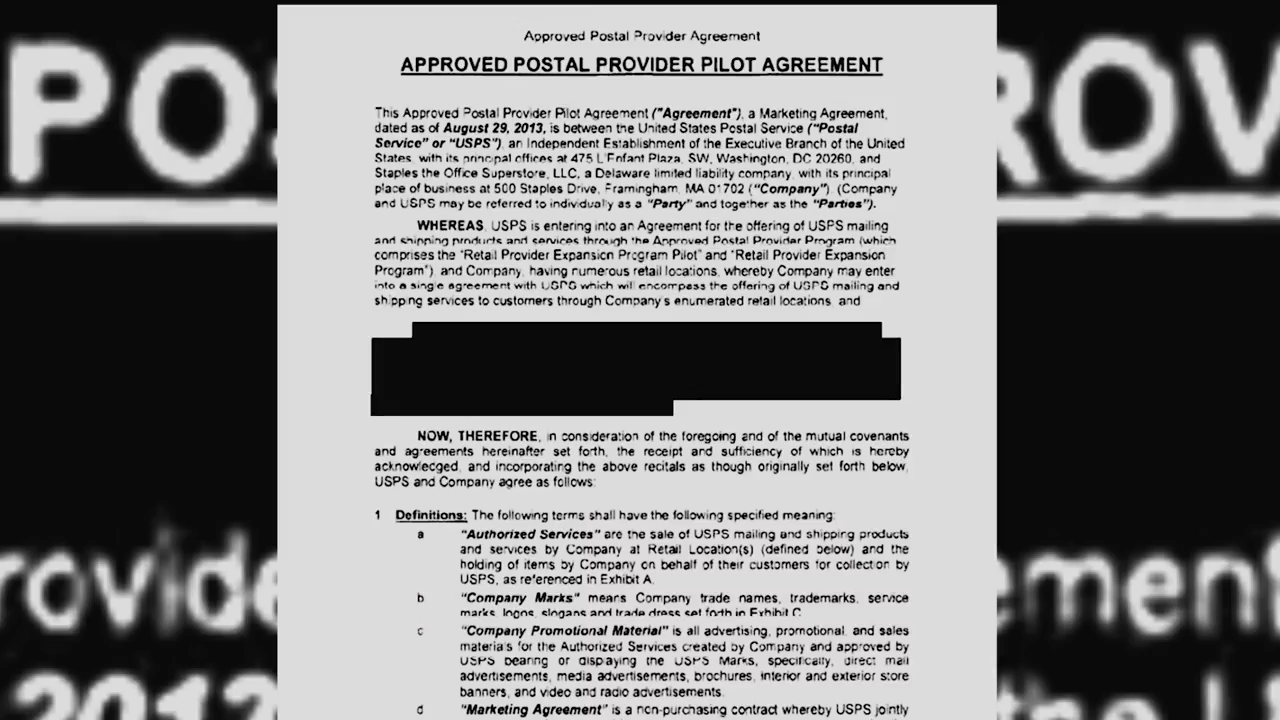 Approved Postal Provider Agreement
APPROVED POSTAL PROVIDER PILOT AGREEMENT
This Approved Postal Provider Pilot Agreement ("Agreement"), a Marketing Agreement,
dated as of August 29, 2013, is between the United States Postal Service ("Postal
Service" or "USPS"), an Independent Establishment of the Executive Branch of the United
States, with its principal offices at 475 L'Enfant Plaza, SW, Washington, DC 20260, and
Staples the Office Superstore, LLC, a Delaware limited liability company, with its principal
place of business at 500 Staples Drive, Framingham, MA 01702 ("Company"). (Company
and USPS may be referred to individually as a "Party" and together as the "Parties").
WHEREAS, USPS is entering into an Agreement for the offering of USPS mailing
and shipping products and services through the Approved Postal Provider Program (which
comprises the "Retail Provider Expansion Program Pilot" and "Retail Provider Expansion
Program"), and Company, having numerous retail locations, whereby Company may enter
into a single agreement with USPS which will encompass the offering of USPS mailing and
shipping services to customers through Company's enumerated retail locations, and
NOW, THEREFORE, in consideration of the foregoing and of the mutual covenants
and agreements hereinafter set forth, the receipt and sufficiency of which is hereby
acknowledged, and incorporating the above recitals as though originally set forth below,
USPS and Company agree as follows:
1 Definitions: The following terms shall have the following specified meaning:
a "Authorized Services" are the sale of USPS mailing and shipping products
and services by Company at Retail Location(s) (defined below) and the
holding of items by Company on behalf of their customers for collection by
USPS, as referenced in Exhibit A.
b "Company Marks" means Company trade names, trademarks, service
marks, logos, slogans and trade dress set forth in Exhibit C
c "Company Promotional Material" is all advertising, promotional, and sales
materials for the Authorized Services created by Company and approved by
USPS bearing or displaying the USPS Marks, specifically, direct mail
advertisements, media advertisements, brochures, interior and exterior store
banners, and video and radio advertisements.
d "Marketing Agreement" is a non-purchasing contract whereby USPS jointly